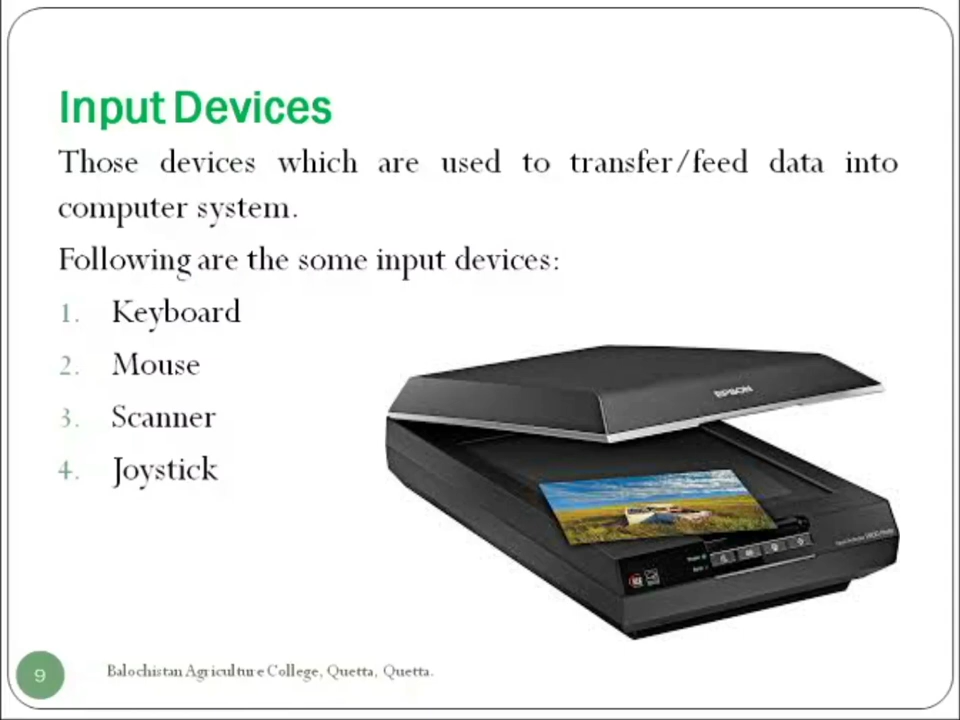 Input Devices
Those devices which are used to transfer/feed data into
computer system.
Following are the some input devices:
1. Keyboard
2. Mouse
3. Scanner
4. Joystick
EPSON
9
Balochistan Agriculture College, Quetta, Quetta.